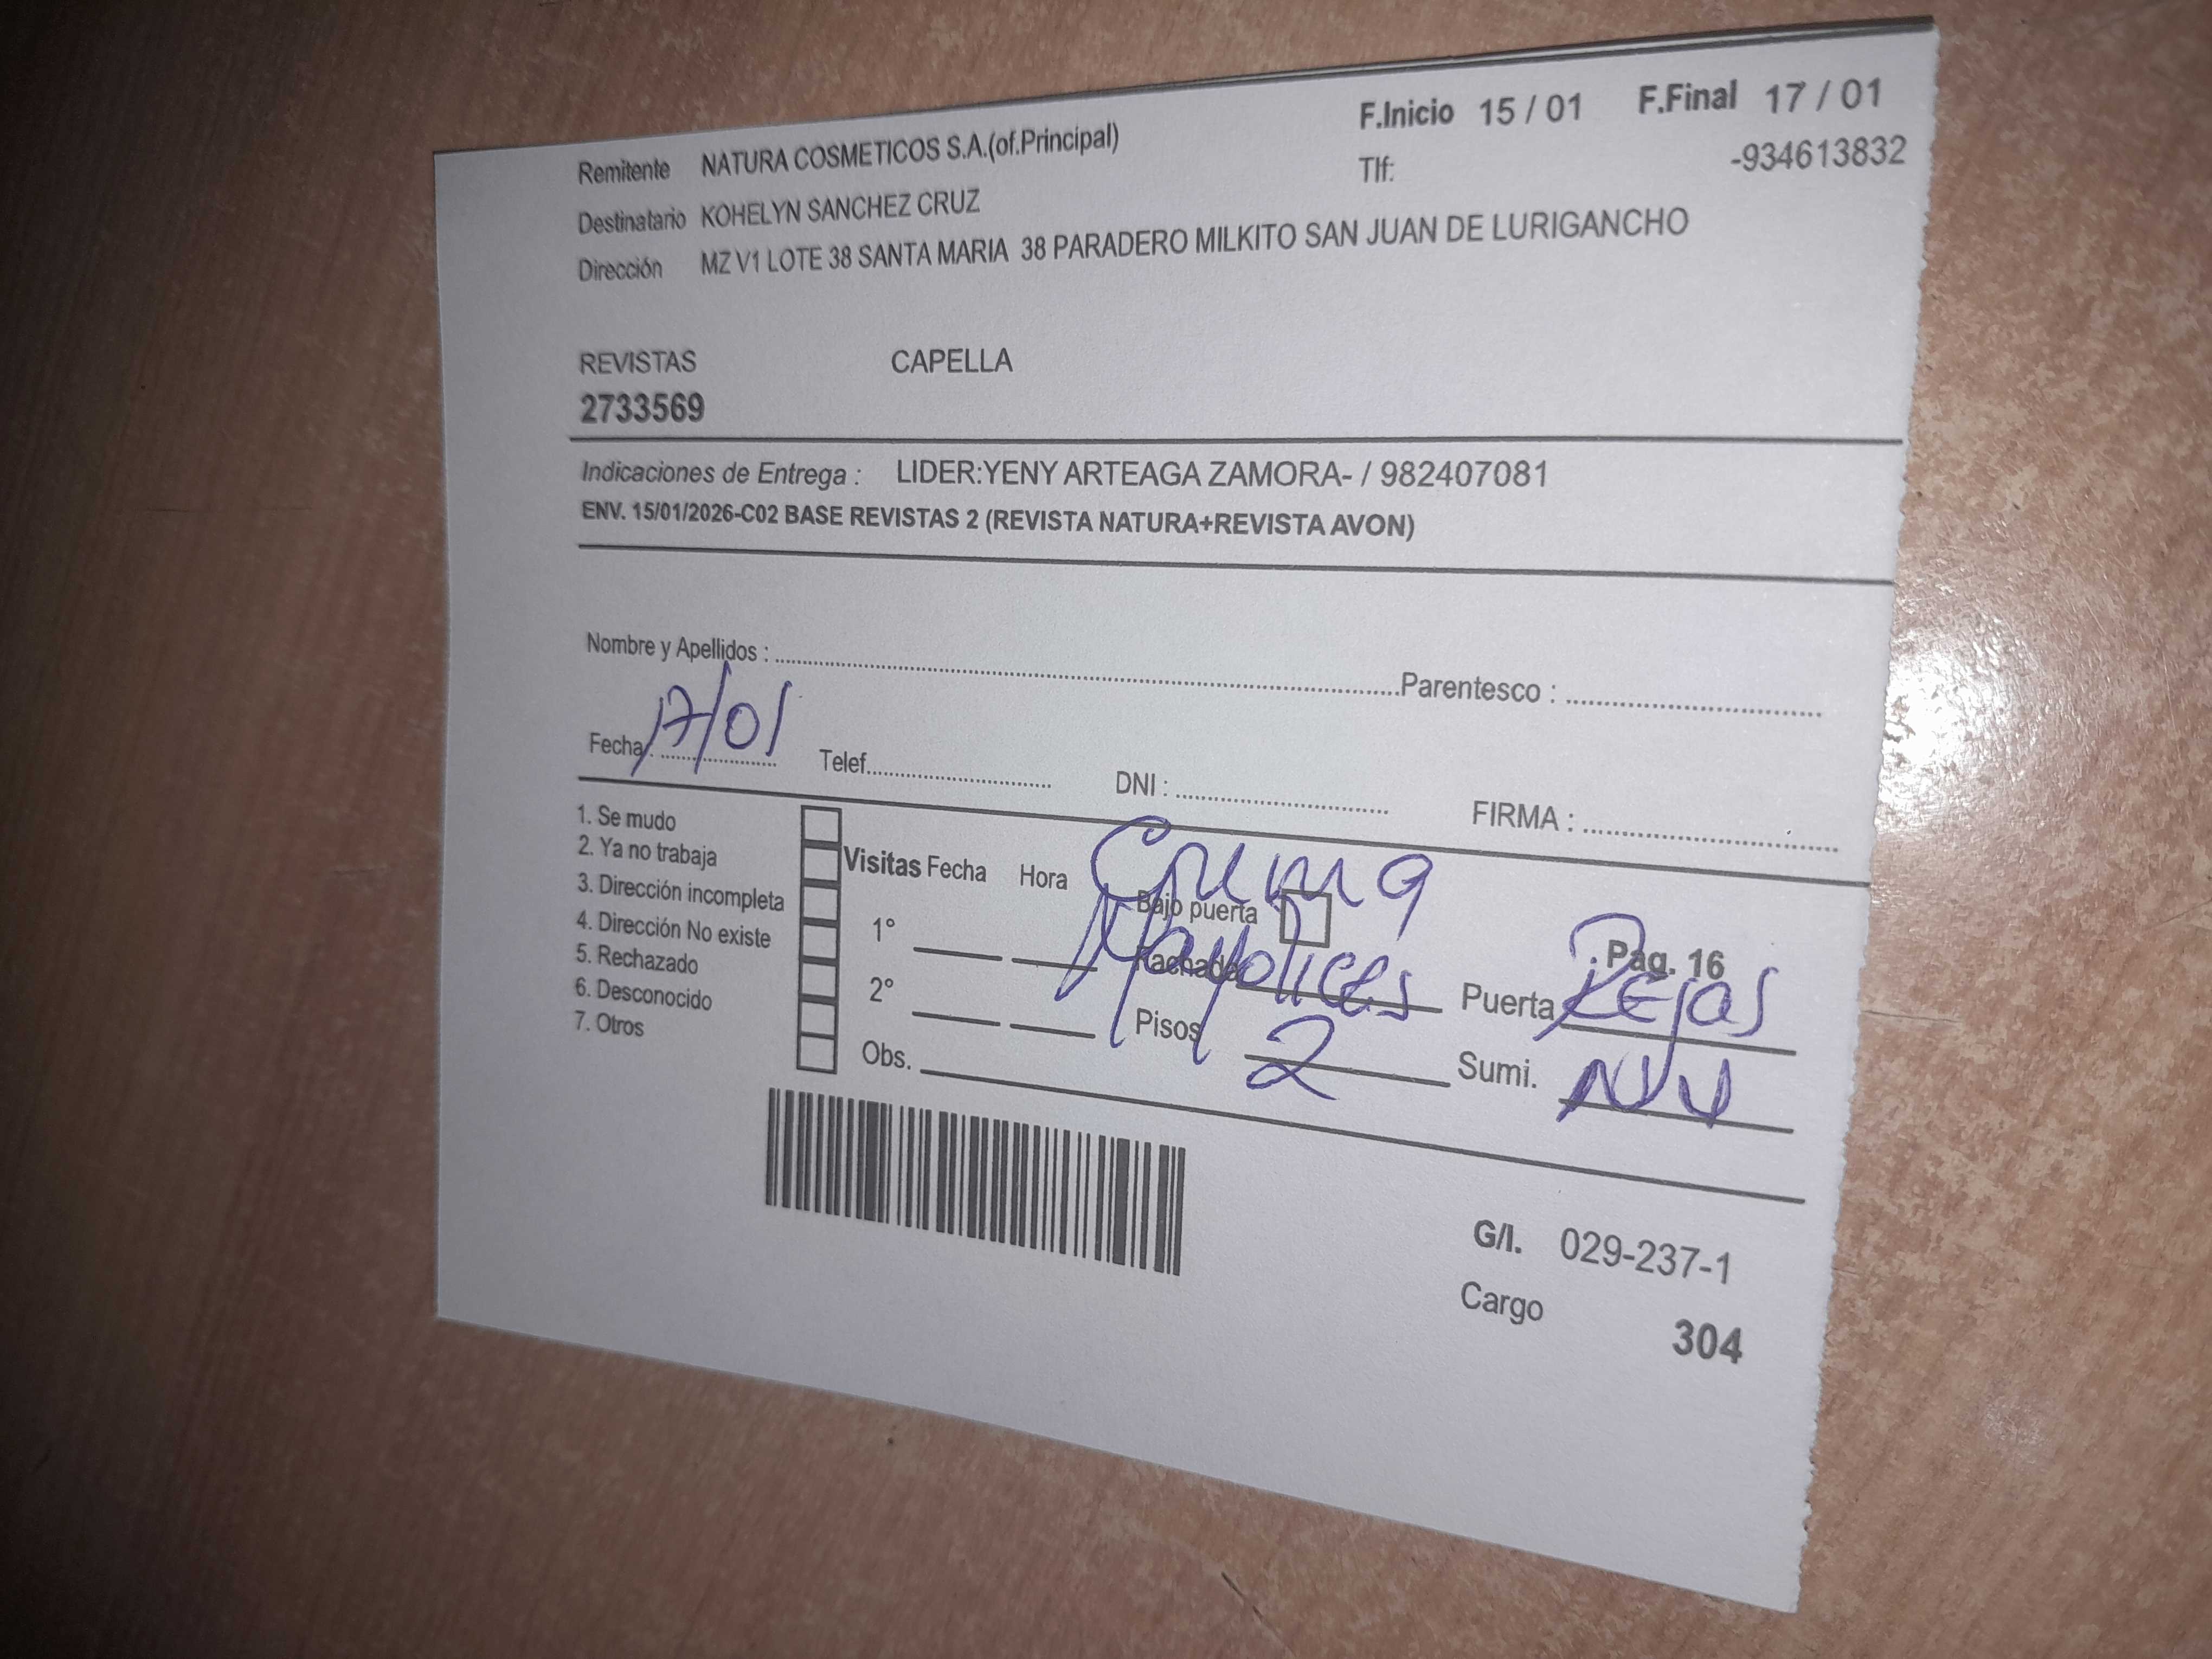 Remitente NATURA COSMETICOS S.A.(of.Principal) F.Inicio 15 / 01 F.Final 17 / 01
Destinatario KOHELYN SANCHEZ CRUZ Tlf: -934613832
Dirección MZ V1 LOTE 38 SANTA MARIA 38 PARADERO MILKITO SAN JUAN DE LURIGANCHO
REVISTAS CAPELLA
2733569
Indicaciones de Entrega : LIDER:YENY ARTEAGA ZAMORA- / 982407081
ENV. 15/01/2026-C02 BASE REVISTAS 2 (REVISTA NATURA+REVISTA AVON)
Nombre y Apellidos : Parentesco :
Fecha: 17/01 Telef. DNI : FIRMA :
1. Se mudo
2. Ya no trabaja
3. Dirección incompleta
4. Dirección No existe
5. Rechazado
6. Desconocido
7. Otros
Visitas Fecha Hora Crema
Bajo puerta
1° Fachada Mayolicas Puerta Rejas Pag. 16
2° Pisos 2 Sumi. NV
Obs.
G/I. 029-237-1
Cargo 304